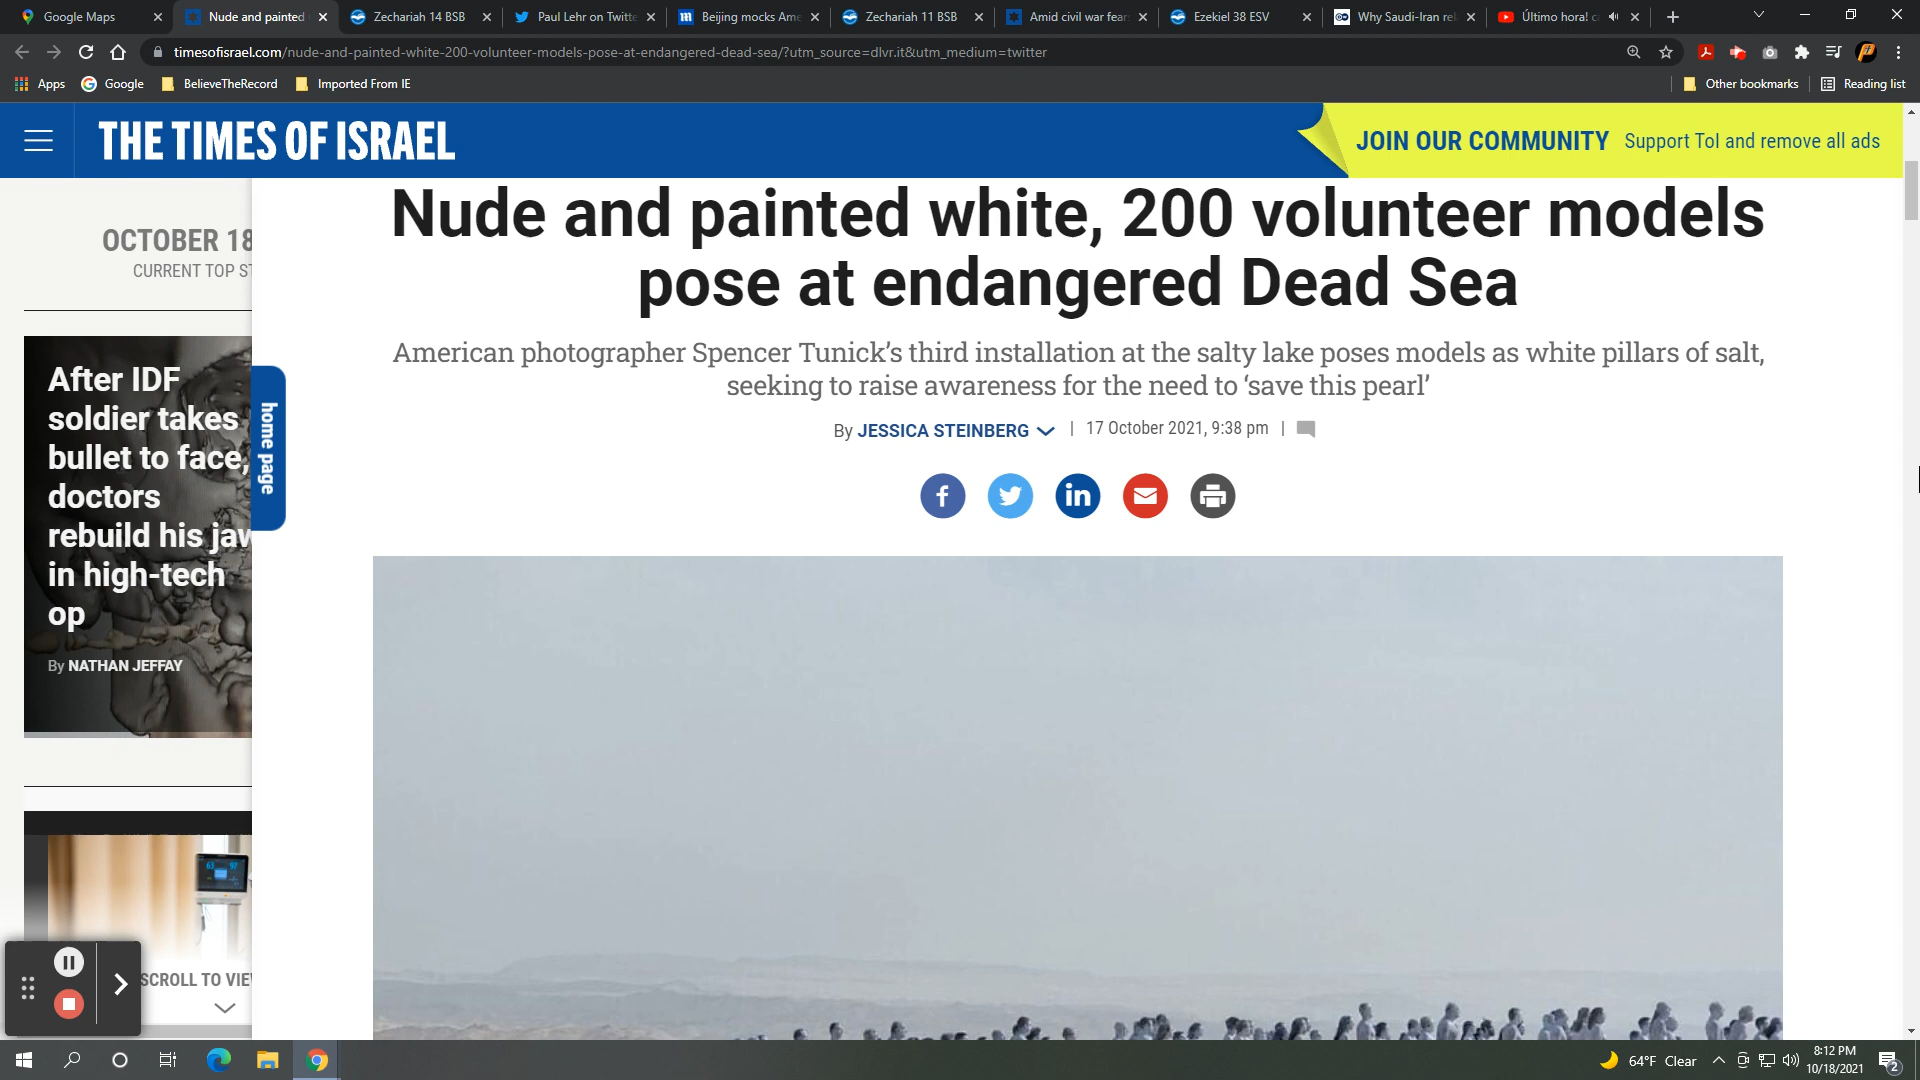 Google Maps
Nude and painted
Zechariah 14 BSB
Paul Lehr on Twitte
Beijing mocks Ame
Zechariah 11 BSB
Amid civil war fear
Ezekiel 38 ESV
Why Saudi-Iran rel
Último hora! c
timesofisrael.com/nude-and-painted-white-200-volunteer-models-pose-at-endangered-dead-sea/?utm_source=dlvr.it&utm_medium=twitter
Apps
Google
BelieveTheRecord
Imported From IE
Other bookmarks
Reading list
THE TIMES OF ISRAEL
JOIN OUR COMMUNITY Support ToI and remove all ads
OCTOBER 18
CURRENT TOP ST
After IDF
soldier takes
bullet to face,
doctors
rebuild his jaw
in high-tech
op
By NATHAN JEFFAY
SCROLL TO VIE
home page
Nude and painted white, 200 volunteer models
pose at endangered Dead Sea
American photographer Spencer Tunick’s third installation at the salty lake poses models as white pillars of salt,
seeking to raise awareness for the need to ‘save this pearl’
By JESSICA STEINBERG | 17 October 2021, 9:38 pm |
64°F Clear
8:12 PM
10/18/2021
2